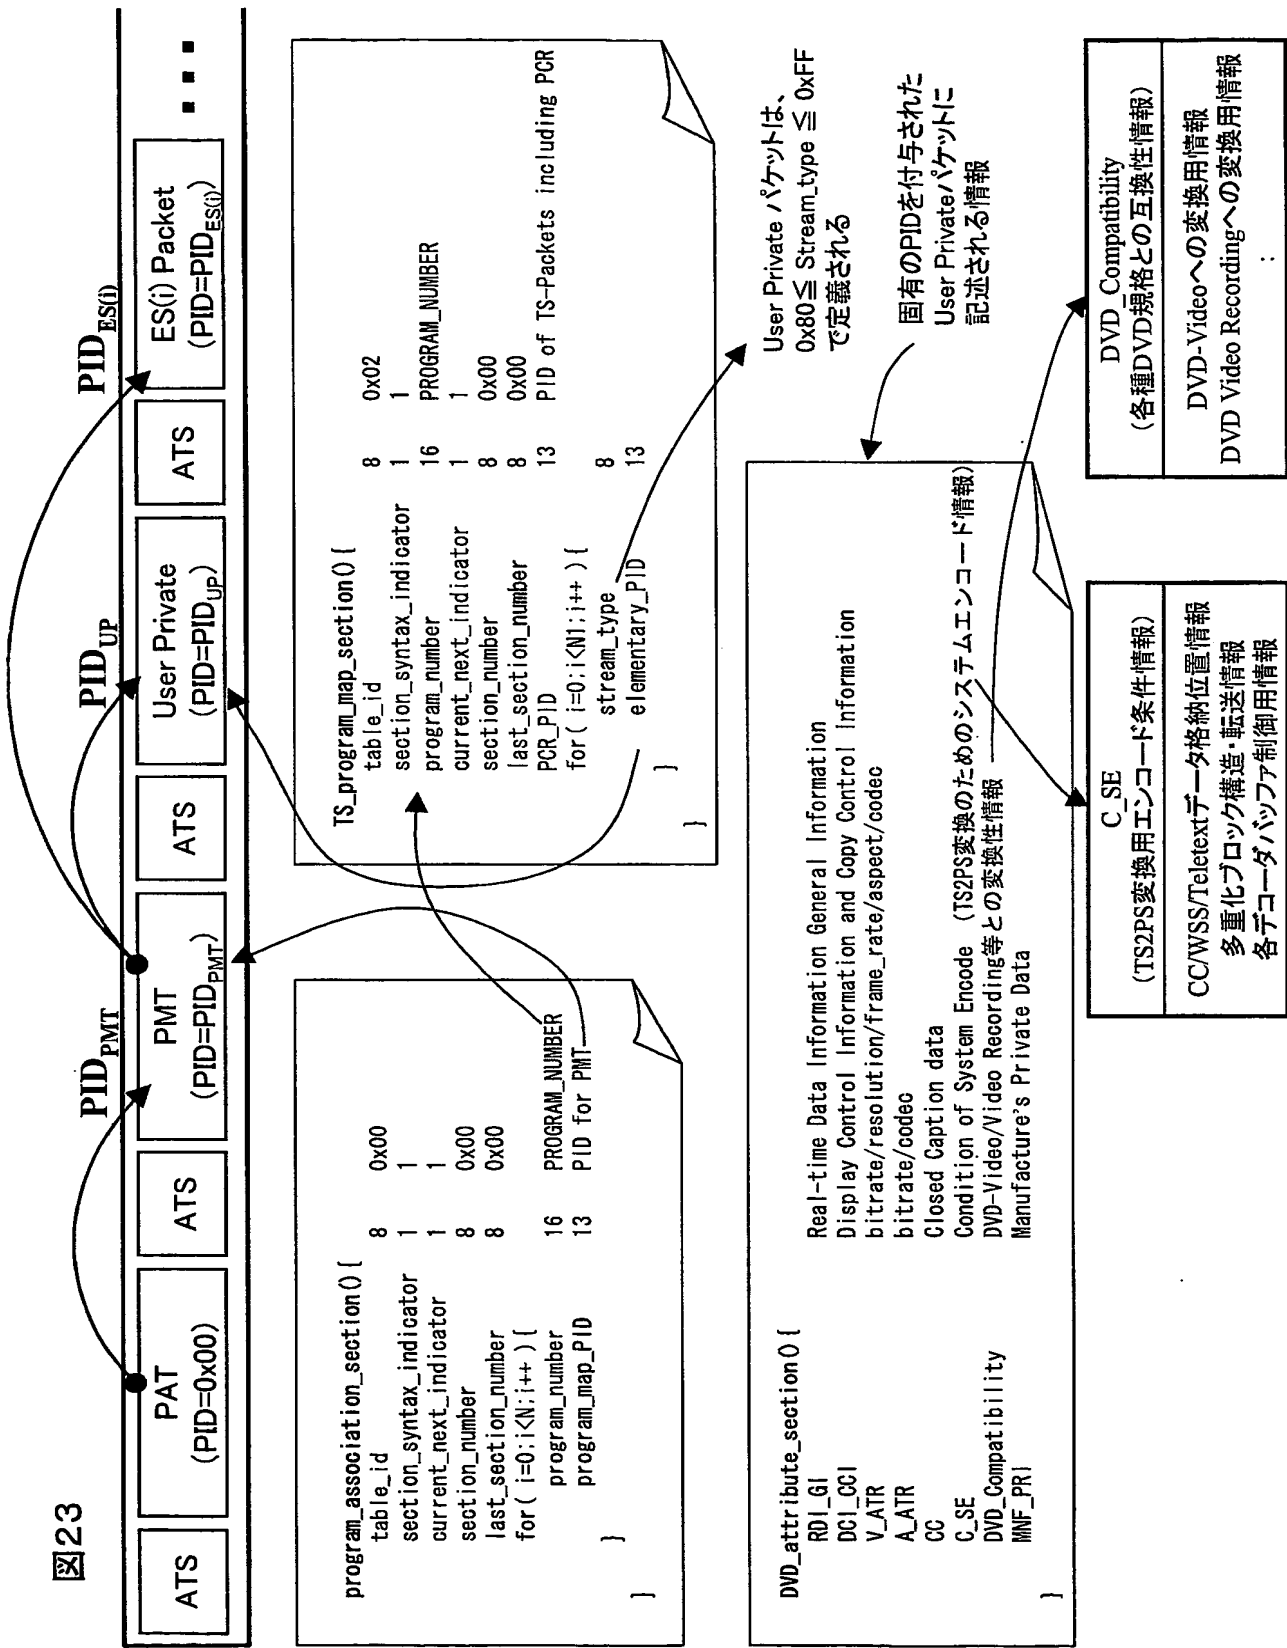 図23
PID_PMT
PID_UP
PID_ES(i)
ATS
PAT
(PID=0x00)
ATS
PMT
(PID=PID_PMT)
ATS
User Private
(PID=PID_UP)
ATS
ES(i) Packet
(PID=PID_ES(i))
program_association_section(){
table_id 8 0x00
section_syntax_indicator 1 1
current_next_indicator 1 1
section_number 8 0x00
last_section_number 8 0x00
for( i=0;i<N;i++ ){
program_number 16 PROGRAM_NUMBER
program_map_PID 13 PID for PMT
}
}
TS_program_map_section(){
table_id 8 0x02
section_syntax_indicator 1 1
program_number 16 PROGRAM_NUMBER
current_next_indicator 1 1
section_number 8 0x00
last_section_number 8 0x00
PCR_PID 13 PID of TS-Packets including PCR
for( i=0;i<N1;i++ ){
stream_type 8
elementary_PID 13
}
}
User Private パケットは、
0x80≦ Stream_type ≦ 0xFF
で定義される
DVD_attribute_section(){
RDI_GI Real-time Data Information General Information
DCI_CCI Display Control Information and Copy Control Information
V_ATR bitrate/resolution/frame_rate/aspect/codec
A_ATR bitrate/codec
CC Closed Caption data
C_SE Condition of System Encode (TS2PS変換のためのシステムエンコード情報)
DVD_Compatibility DVD-Video/Video Recording等との変換性情報
MNF_PRI Manufacture's Private Data
}
固有のPIDを付与された
User Privateパケットに
記述される情報
C_SE
(TS2PS変換用エンコード条件情報)
CC/WSS/Teletextデータ格納位置情報
多重化ブロック構造・転送情報
各デコーダバッファ制御用情報
DVD_Compatibility
(各種DVD規格との互換性情報)
DVD-Videoへの変換用情報
DVD Video Recordingへの変換用情報
: